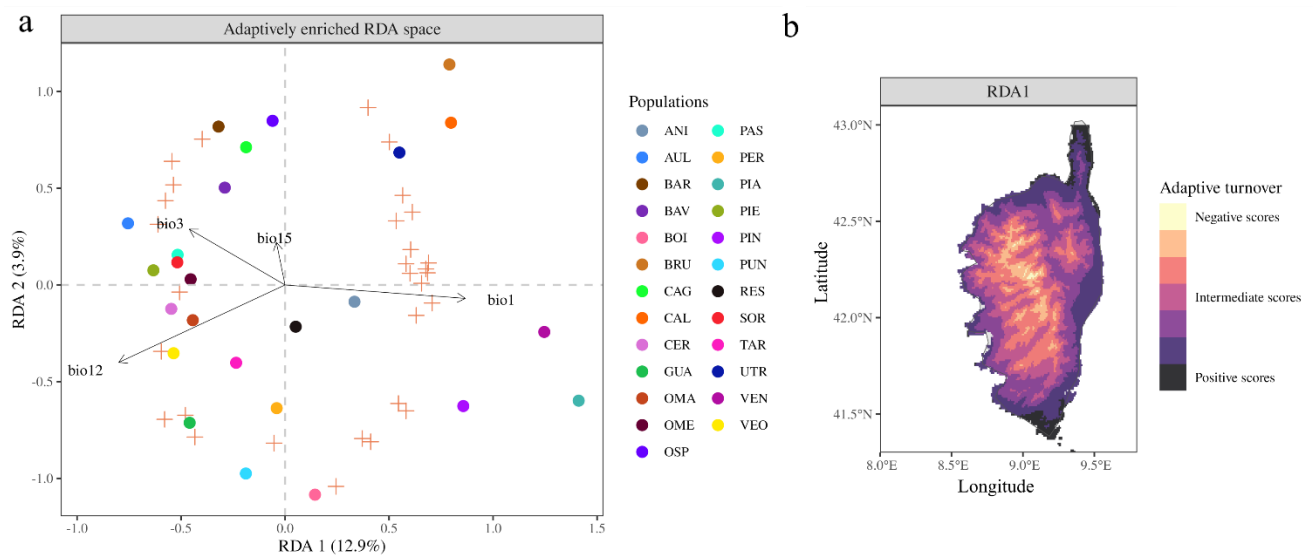 a
Adaptively enriched RDA space
1.0
0.5
0.0
-0.5
-1.0
RDA 2 (3.9%)
bio3
bio15
bio1
bio12
-1.0 -0.5 0.0 0.5 1.0 1.5
RDA 1 (12.9%)
Populations
ANI PAS
AUL PER
BAR PIA
BAV PIE
BOI PIN
BRU PUN
CAG RES
CAL SOR
CER TAR
GUA UTR
OMA VEN
OME VEO
OSP
b
RDA1
43.0°N
42.5°N
42.0°N
41.5°N
Latitude
8.0°E 8.5°E 9.0°E 9.5°E
Longitude
Adaptive turnover
Negative scores
Intermediate scores
Positive scores